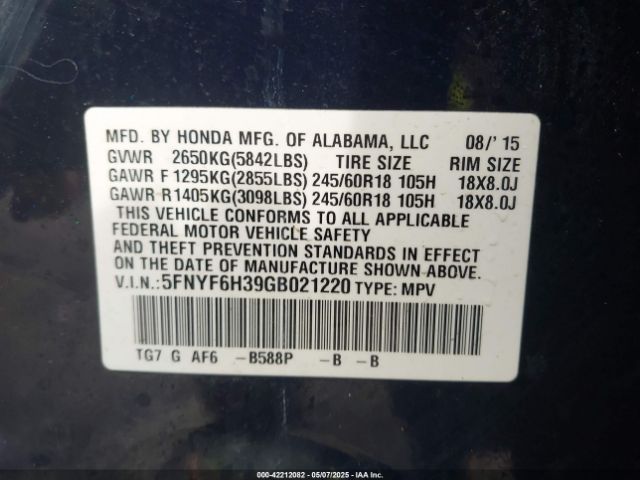 MFD. BY HONDA MFG. OF ALABAMA, LLC 08/'15
GVWR 2650KG(5842LBS) TIRE SIZE RIM SIZE
GAWR F 1295KG(2855LBS) 245/60R18 105H 18X8.0J
GAWR R1405KG(3098LBS) 245/60R18 105H 18X8.0J
THIS VEHICLE CONFORMS TO ALL APPLICABLE
FEDERAL MOTOR VEHICLE SAFETY
AND THEFT PREVENTION STANDARDS IN EFFECT ON
THE DATE OF MANUFACTURE SHOWN ABOVE.
V.I.N.:5FNYF6H39GB021220 TYPE: MPV
TG7 G AF6 -B588P -B -B
000-42212082 - 05/07/2025 - IAAI.com